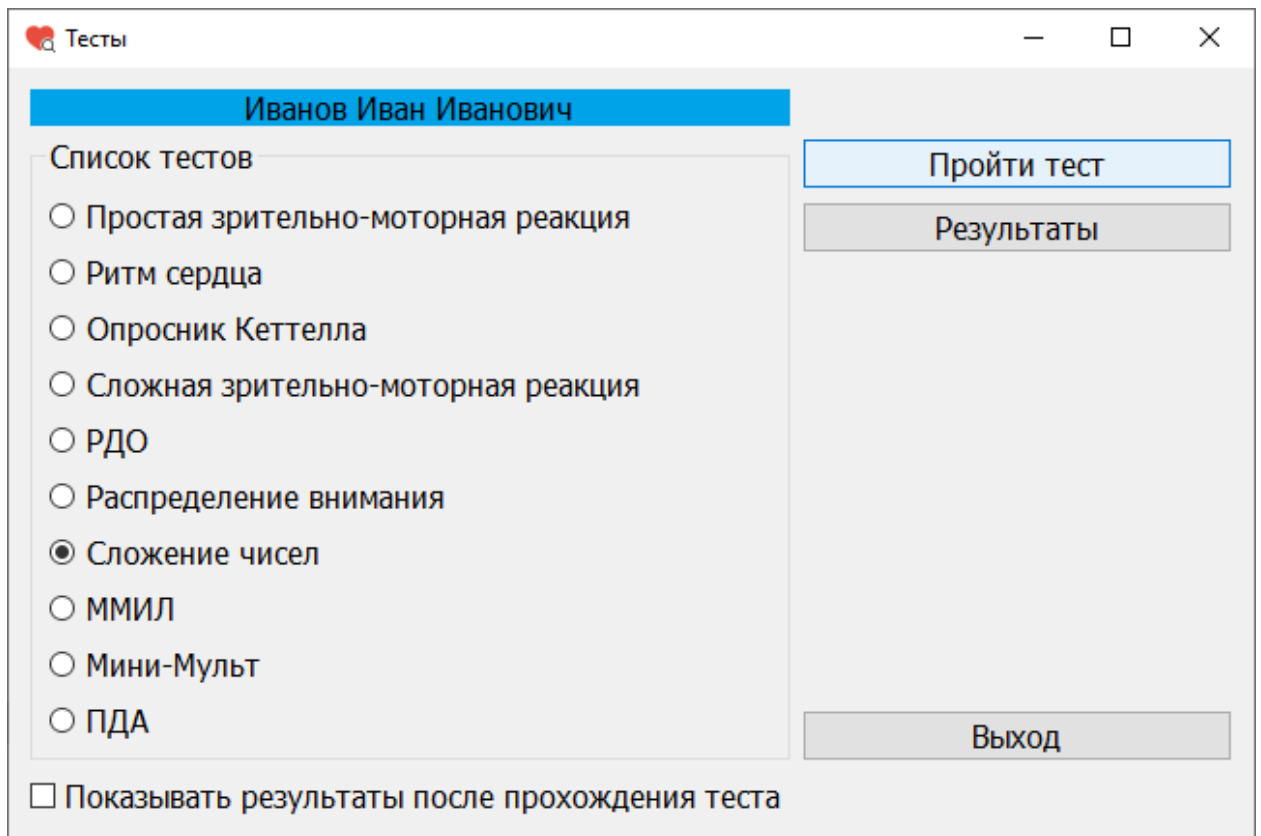 Тесты
Иванов Иван Иванович
Список тестов
Простая зрительно-моторная реакция
Ритм сердца
Опросник Кеттелла
Сложная зрительно-моторная реакция
РДО
Распределение внимания
Сложение чисел
ММИЛ
Мини-Мульт
ПДА
Показывать результаты после прохождения теста
Пройти тест
Результаты
Выход